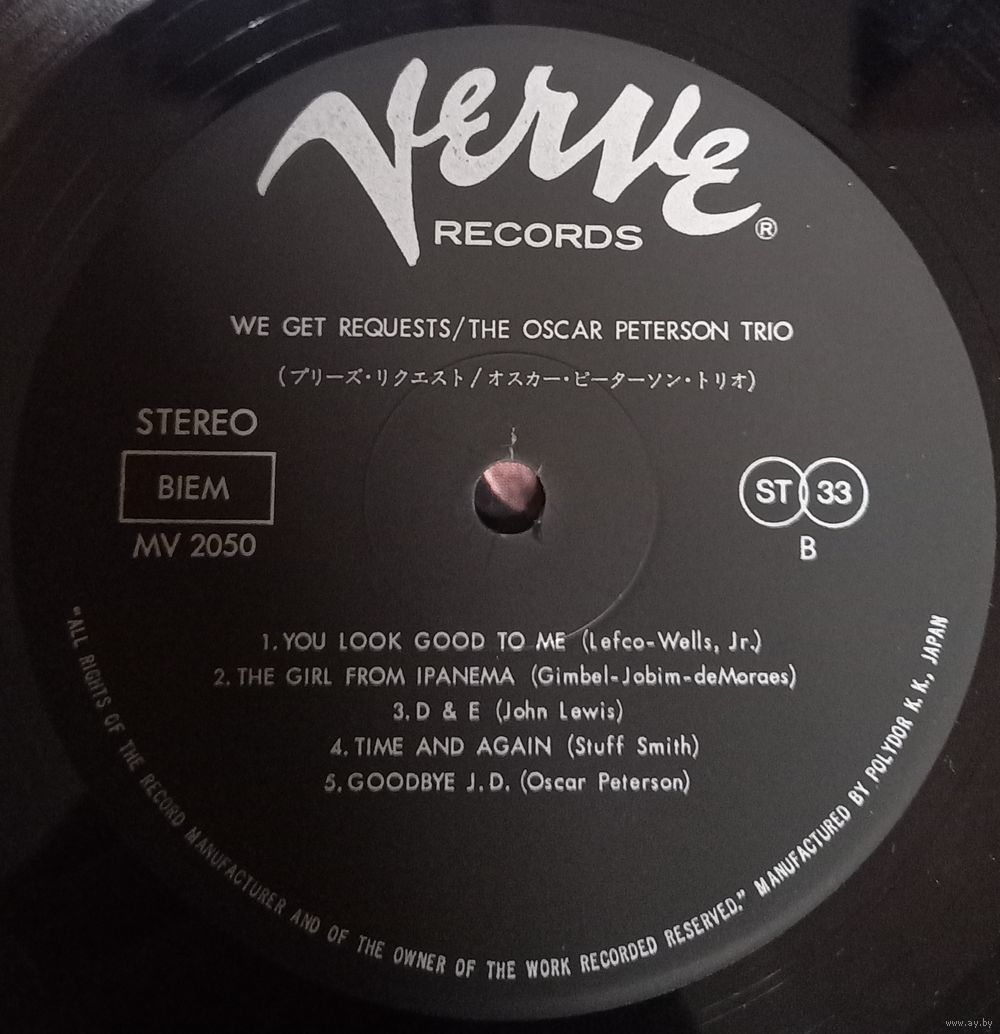 Verve
RECORDS ®
WE GET REQUESTS/THE OSCAR PETERSON TRIO
(プリーズ・リクエスト/オスカー・ピーターソン・トリオ)
STEREO
BIEM
MV 2050
ST 33
B
1. YOU LOOK GOOD TO ME (Lefco-Wells, Jr.)
2. THE GIRL FROM IPANEMA (Gimbel-Jobim-deMoraes)
3. D & E (John Lewis)
4. TIME AND AGAIN (Stuff Smith)
5. GOODBYE J.D. (Oscar Peterson)
"ALL RIGHTS OF THE RECORD MANUFACTURER AND OF THE OWNER OF THE WORK RECORDED RESERVED." MANUFACTURED BY POLYDOR K.K., JAPAN
www.ay.by